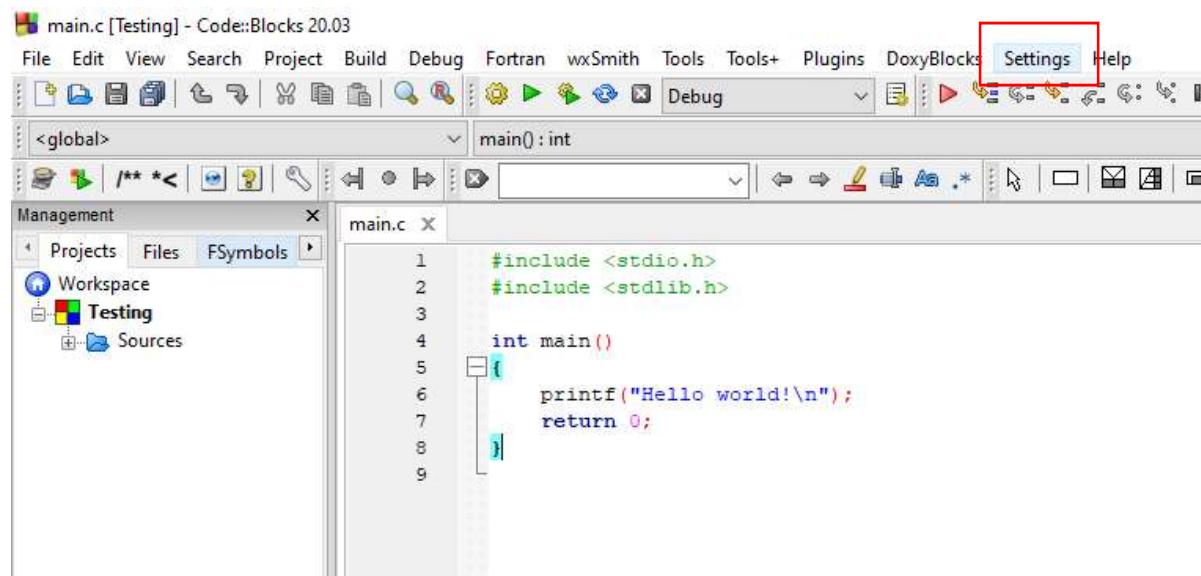 main.c [Testing] - Code::Blocks 20.03
File Edit View Search Project Build Debug Fortran wxSmith Tools Tools+ Plugins DoxyBlocks Settings Help
Debug
<global> main() : int
/** *<
Management
main.c
Projects Files FSymbols
Workspace
Testing
Sources
1 #include <stdio.h>
2 #include <stdlib.h>
3
4 int main()
5 {
6 printf("Hello world!\n");
7 return 0;
8 }
9